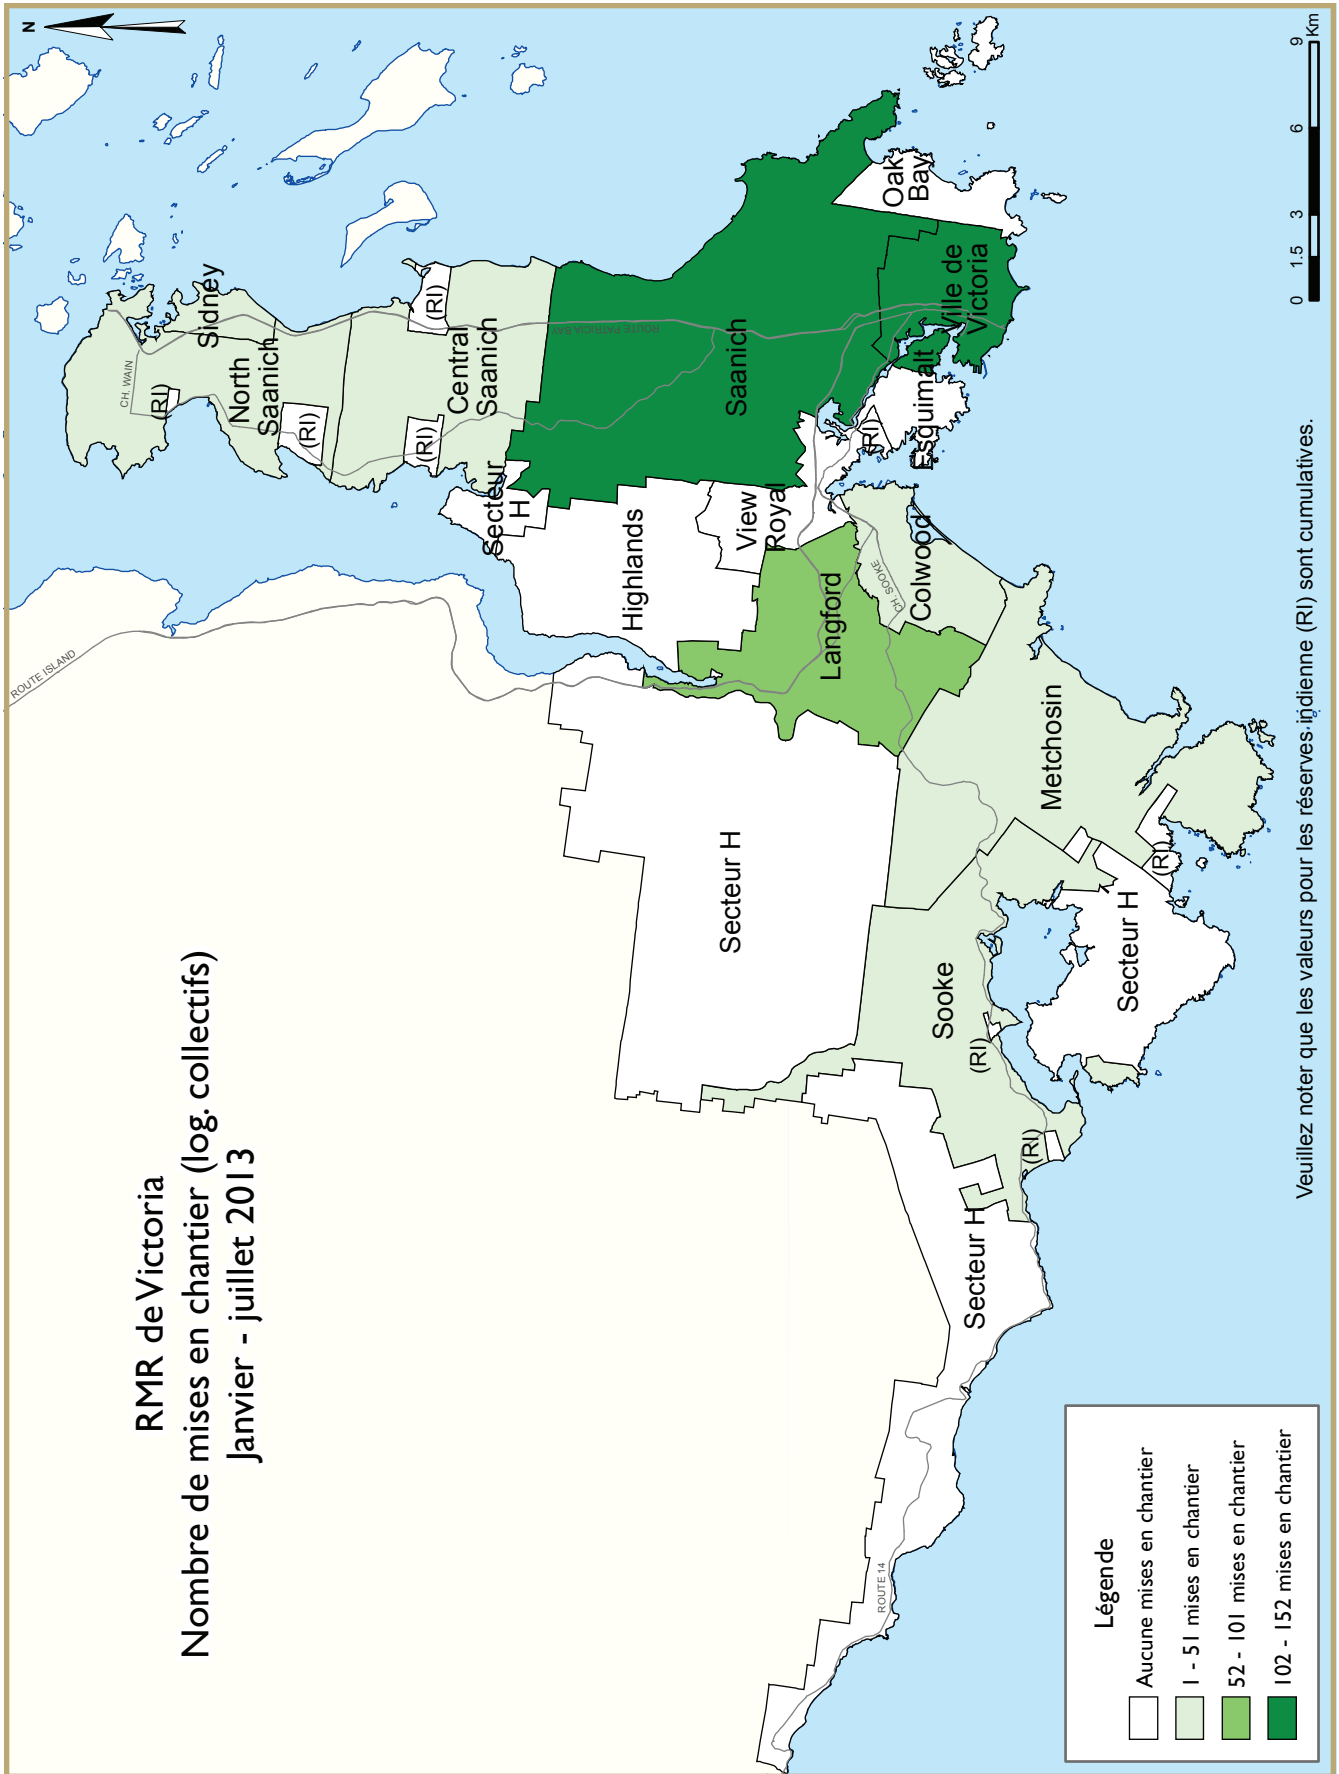 RMR de Victoria
Nombre de mises en chantier (log. collectifs)
Janvier - juillet 2013
N
ROUTE ISLAND
CH. WAIN
Sidney
(RI)
North
Saanich
(RI)
(RI)
Central
Saanich
(RI)
ROUTE PATRICIA BAY
Secteur
H
Saanich
Highlands
View
Royal
Oak
Bay
Ville de
Victoria
Esquimalt
(RI)
Langford
CH. SOOKE
Colwood
Metchosin
Secteur H
Sooke
(RI)
(RI)
(RI)
Secteur H
Secteur H
ROUTE 14
Légende
Aucune mises en chantier
1 - 51 mises en chantier
52 - 101 mises en chantier
102 - 152 mises en chantier
Veuillez noter que les valeurs pour les réserves indienne (RI) sont cumulatives.
0 1.5 3 6 9
Km